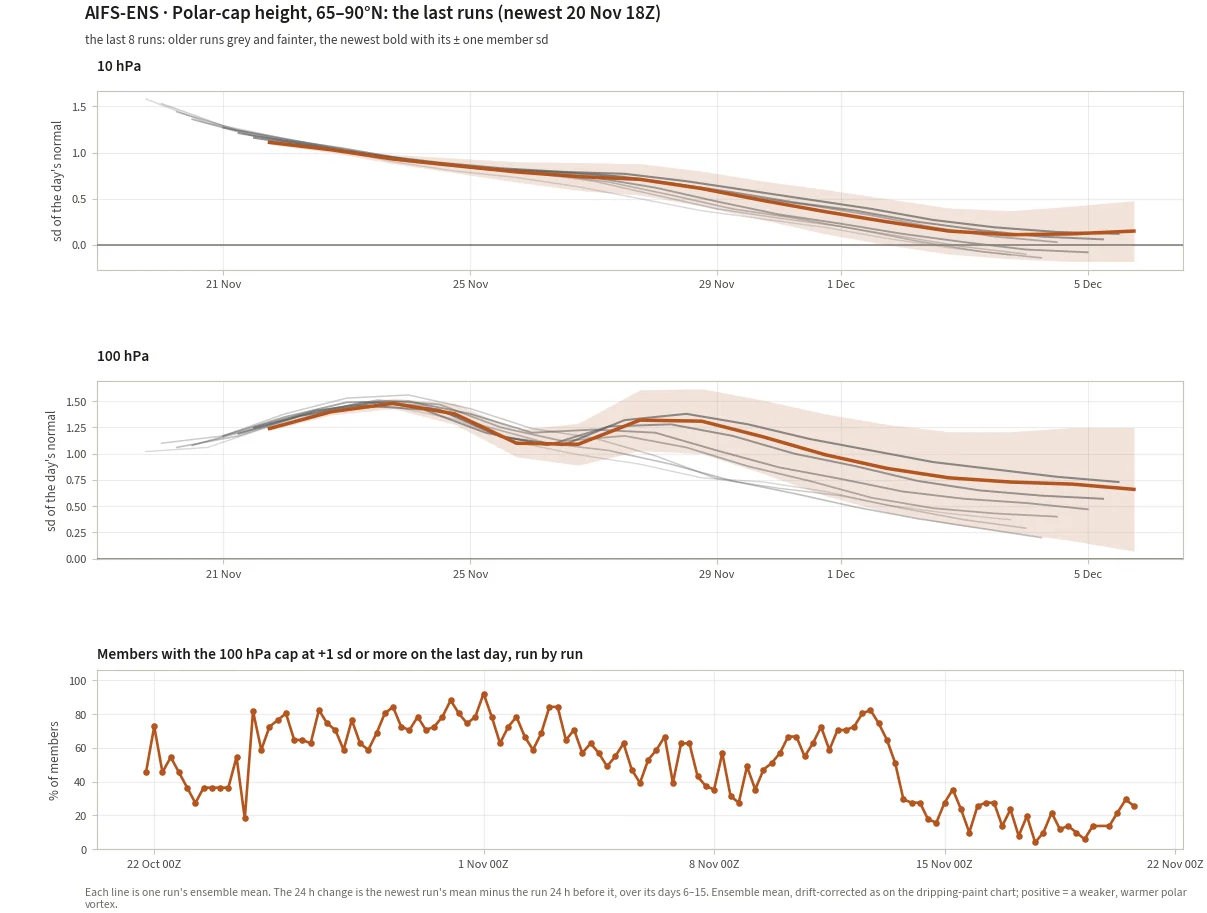 AIFS-ENS · Polar-cap height, 65–90°N: the last runs (newest 20 Nov 18Z)
the last 8 runs: older runs grey and fainter, the newest bold with its ± one member sd
10 hPa
sd of the day's normal
1.5
1.0
0.5
0.0
21 Nov
25 Nov
29 Nov
1 Dec
5 Dec
100 hPa
sd of the day's normal
1.50
1.25
1.00
0.75
0.50
0.25
0.00
21 Nov
25 Nov
29 Nov
1 Dec
5 Dec
Members with the 100 hPa cap at +1 sd or more on the last day, run by run
% of members
100
80
60
40
20
0
22 Oct 00Z
1 Nov 00Z
8 Nov 00Z
15 Nov 00Z
22 Nov 00Z
Each line is one run's ensemble mean. The 24 h change is the newest run's mean minus the run 24 h before it, over its days 6–15. Ensemble mean, drift-corrected as on the dripping-paint chart; positive = a weaker, warmer polar
vortex.